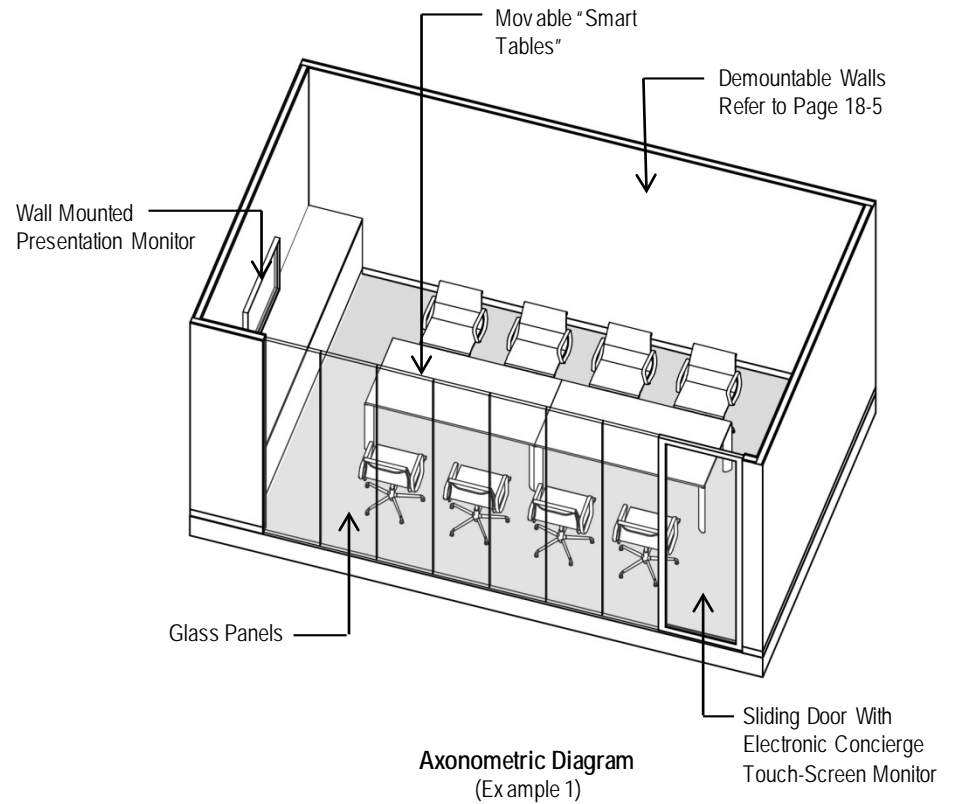 Movable "Smart
Tables"
Demountable Walls
Refer to Page 18-5
Wall Mounted
Presentation Monitor
Glass Panels
Sliding Door With
Electronic Concierge
Touch-Screen Monitor
Axonometric Diagram
(Example 1)